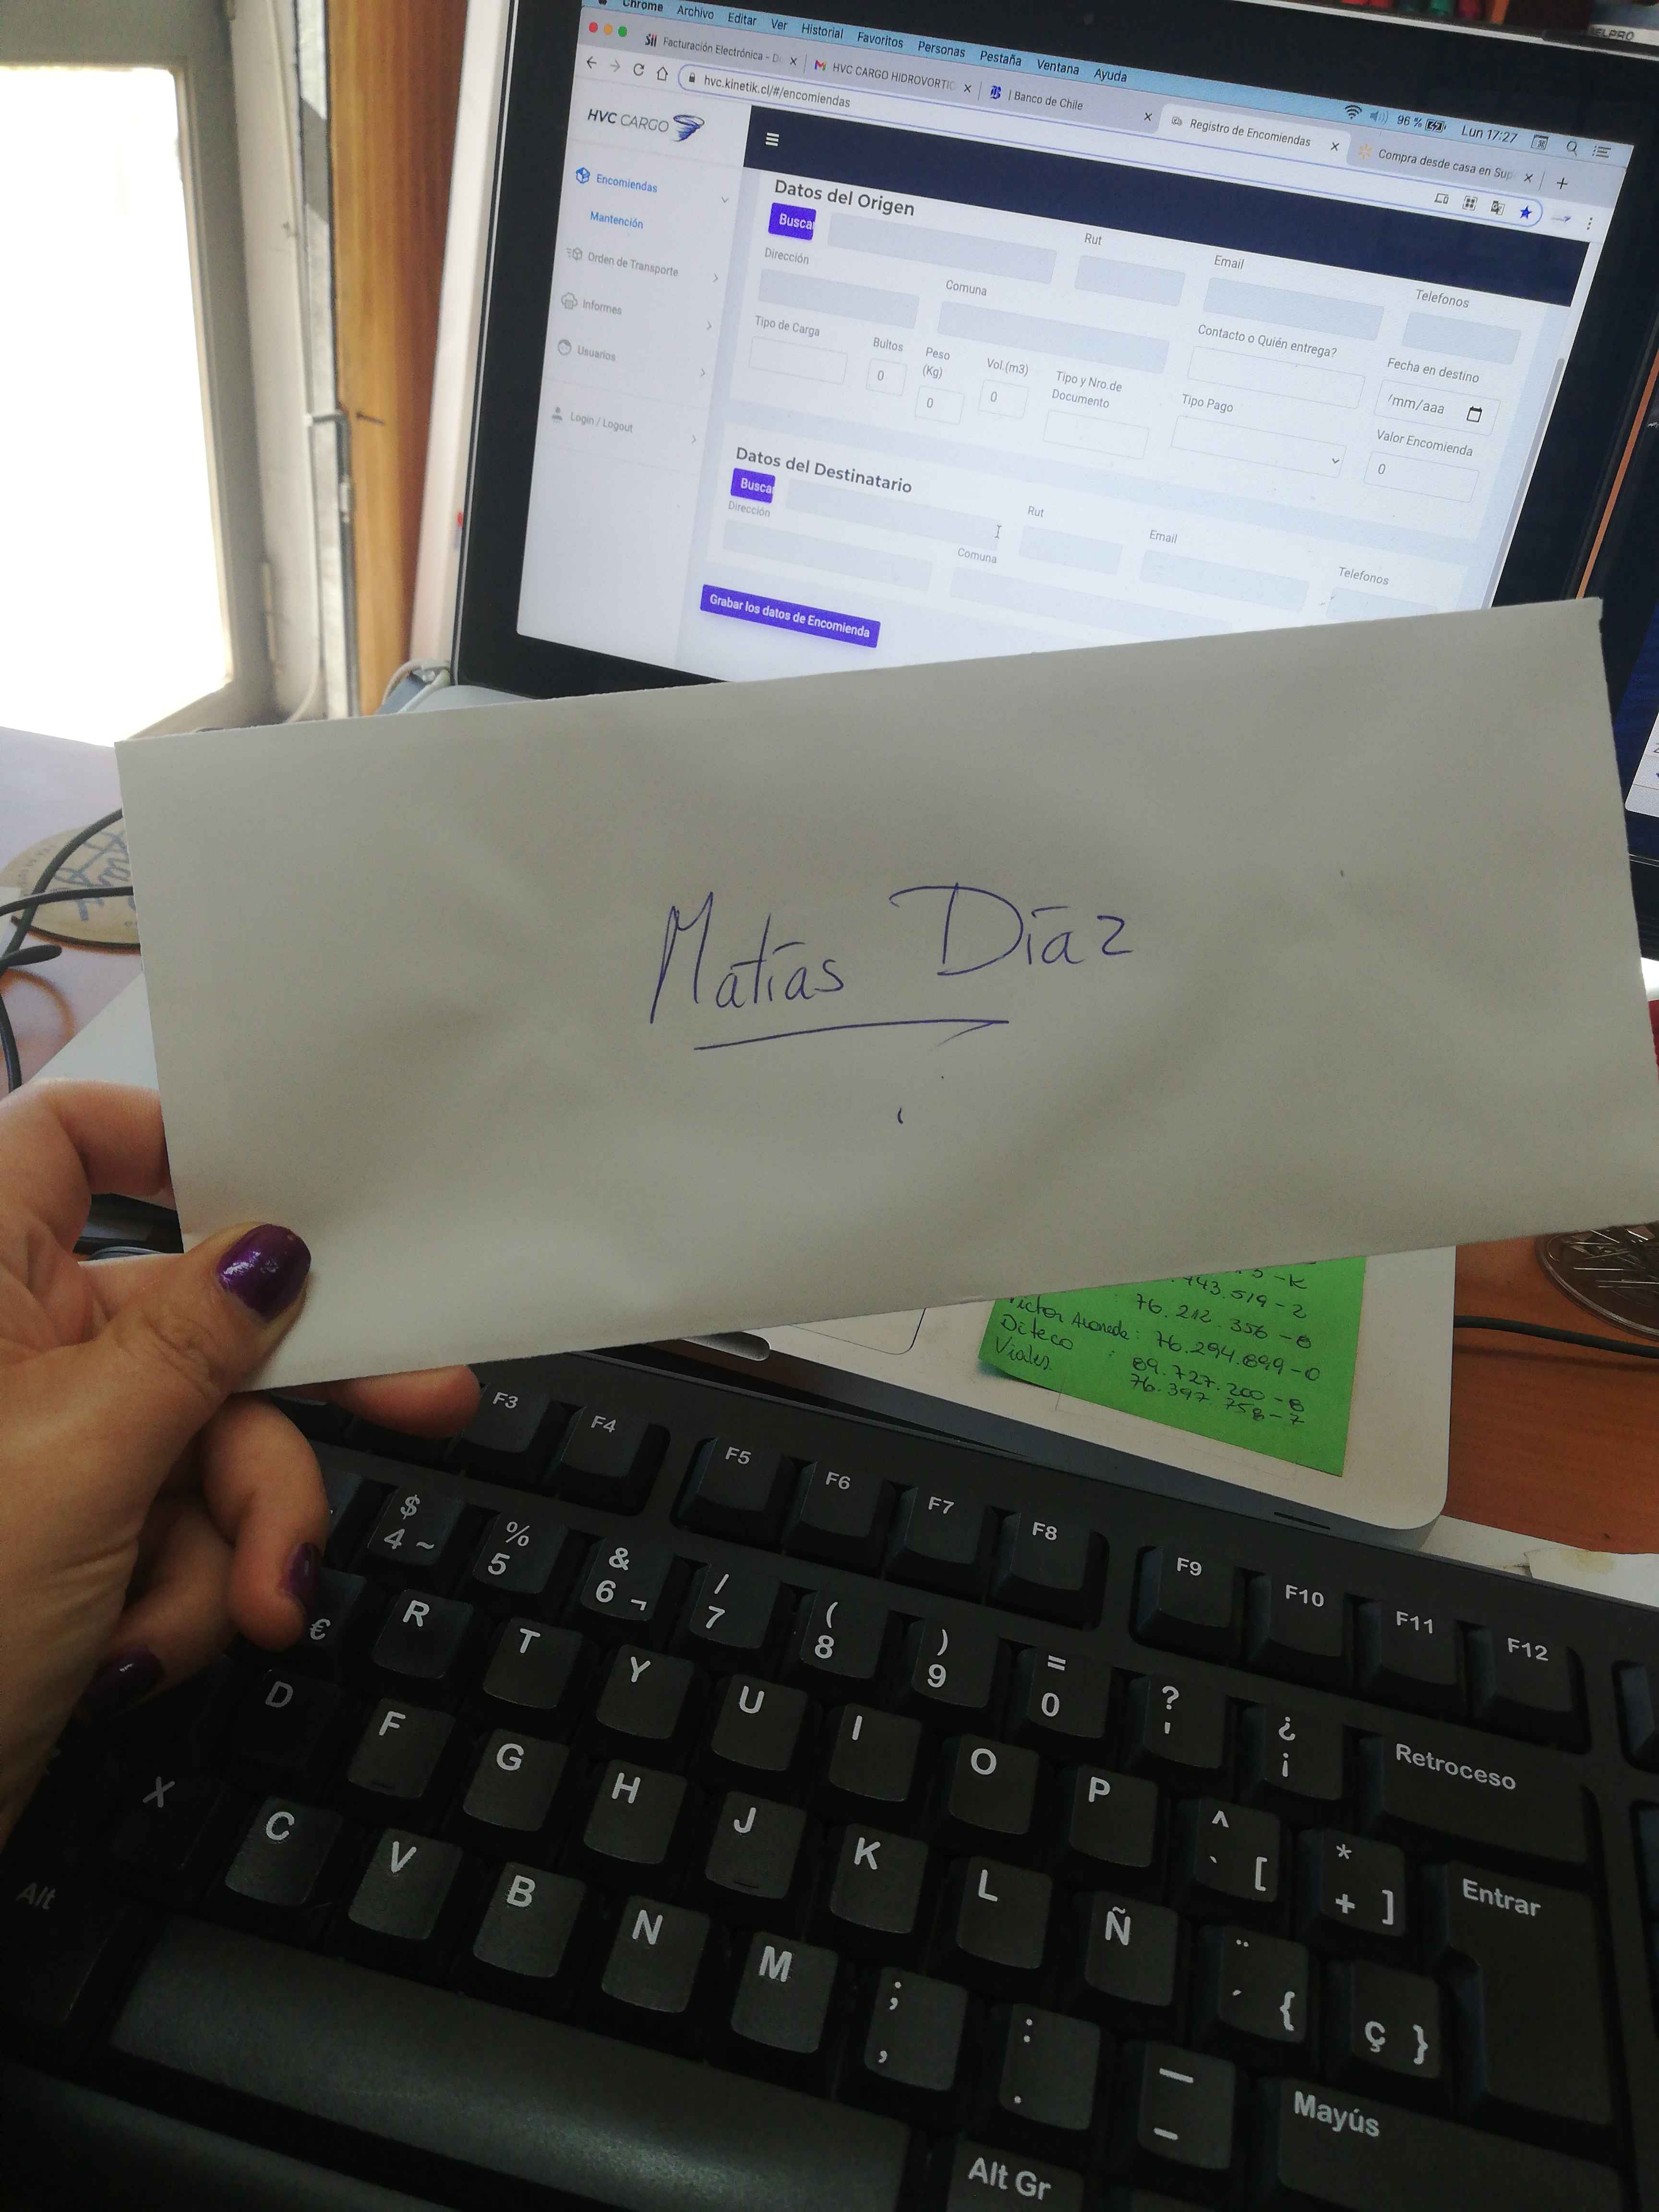 Chrome Archivo Editar Ver Historial Favoritos Personas Pestaña Ventana Ayuda
96 % Lun 17:27
Facturación Electrónica - D
HVC CARGO HIDROVORTIC
| Banco de Chile
Registro de Encomiendas
Compra desde casa en Sup
hvc.kinetik.cl/#/encomiendas
HVC CARGO
Encomiendas
Mantención
Orden de Transporte
Informes
Usuarios
Login / Logout
Datos del Origen
Busca
Rut
Email
Telefonos
Dirección
Comuna
Contacto o Quién entrega?
Fecha en destino
/mm/aaa
Tipo de Carga
Bultos
0
Peso (Kg)
0
Vol.(m3)
0
Tipo y Nro.de Documento
Tipo Pago
Valor Encomienda
0
Datos del Destinatario
Busca
Rut
Email
Telefonos
Dirección
Comuna
Grabar los datos de Encomienda
Matías Díaz
-K
743.519-2
76.212.356-8
76.294.899-0
Diteco : 89.727.200-8
Viales 76.397.758-7
F3 F4 F5 F6 F7 F8 F9 F10 F11 F12
$ 4 ~ % 5 & 6 ¬ / 7 ( 8 ) 9 = 0 ? ' ¿ ¡ Retroceso
€ R T Y U I O P ^ ` [ * + ] Entrar
D F G H J K L Ñ ¨ ´ { ç }
X C V B N M ; , : . _ - Mayús
Alt Alt Gr